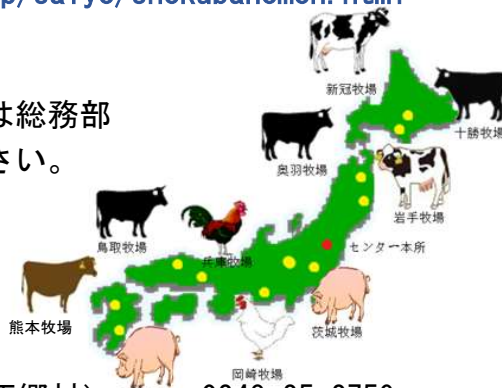 新冠牧場
は総務部
十勝牧場
さい。
奥羽牧場
岩手牧場
鳥取牧場
兵庫牧場
センター本所
熊本牧場
茨城牧場
岡崎牧場